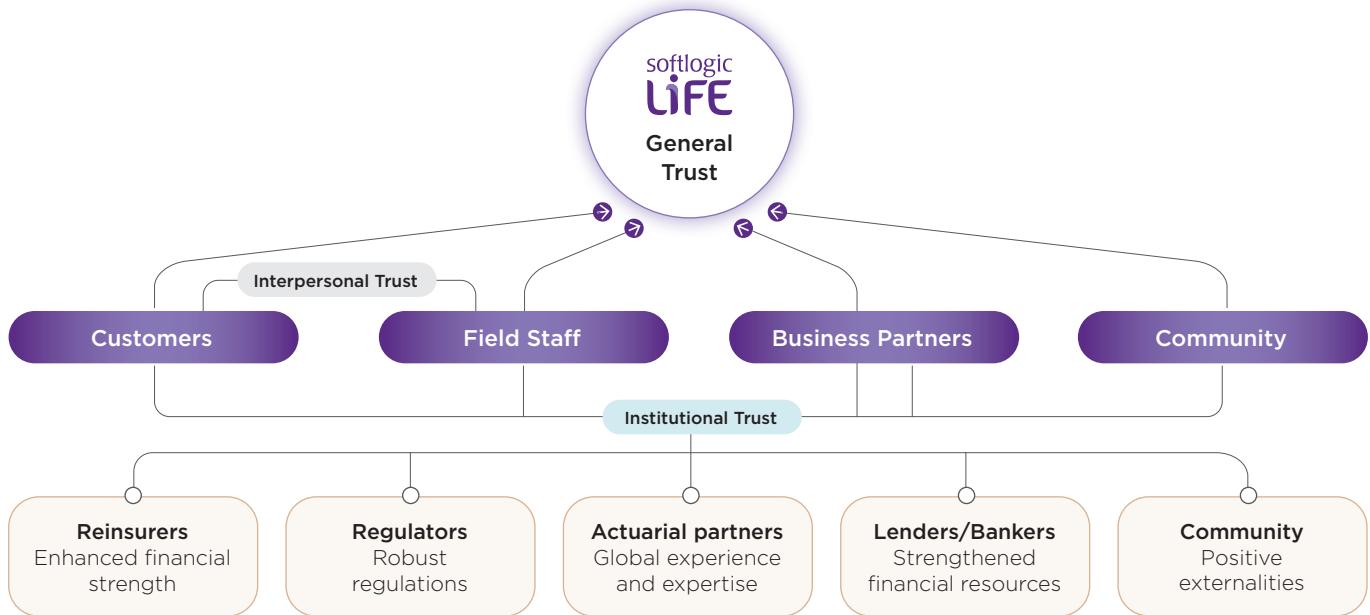 softlogic
LIFE
General
Trust
Interpersonal Trust
Customers
Field Staff
Business Partners
Community
Institutional Trust
Reinsurers
Enhanced financial
strength
Regulators
Robust
regulations
Actuarial partners
Global experience
and expertise
Lenders/Bankers
Strengthened
financial resources
Community
Positive
externalities